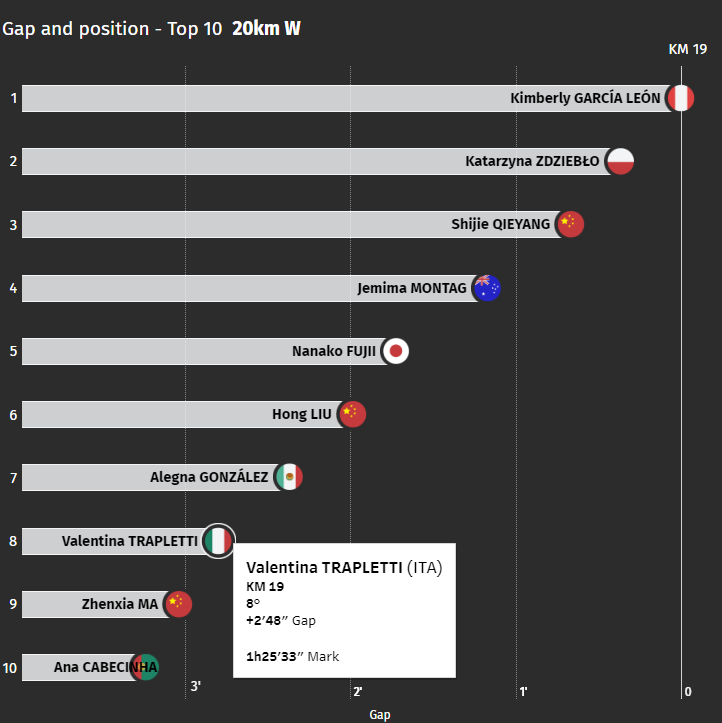 Gap and position - Top 10 20km W
KM 19
1 Kimberly GARCÍA LEÓN
2 Katarzyna ZDZIEBŁO
3 Shijie QIEYANG
4 Jemima MONTAG
5 Nanako FUJII
6 Hong LIU
7 Alegna GONZÁLEZ
8 Valentina TRAPLETTI
Valentina TRAPLETTI (ITA)
KM 19
8°
+2’48’’ Gap
1h25’33’’ Mark
9 Zhenxia MA
10 Ana CABECINHA
3' 2' 1' 0
Gap